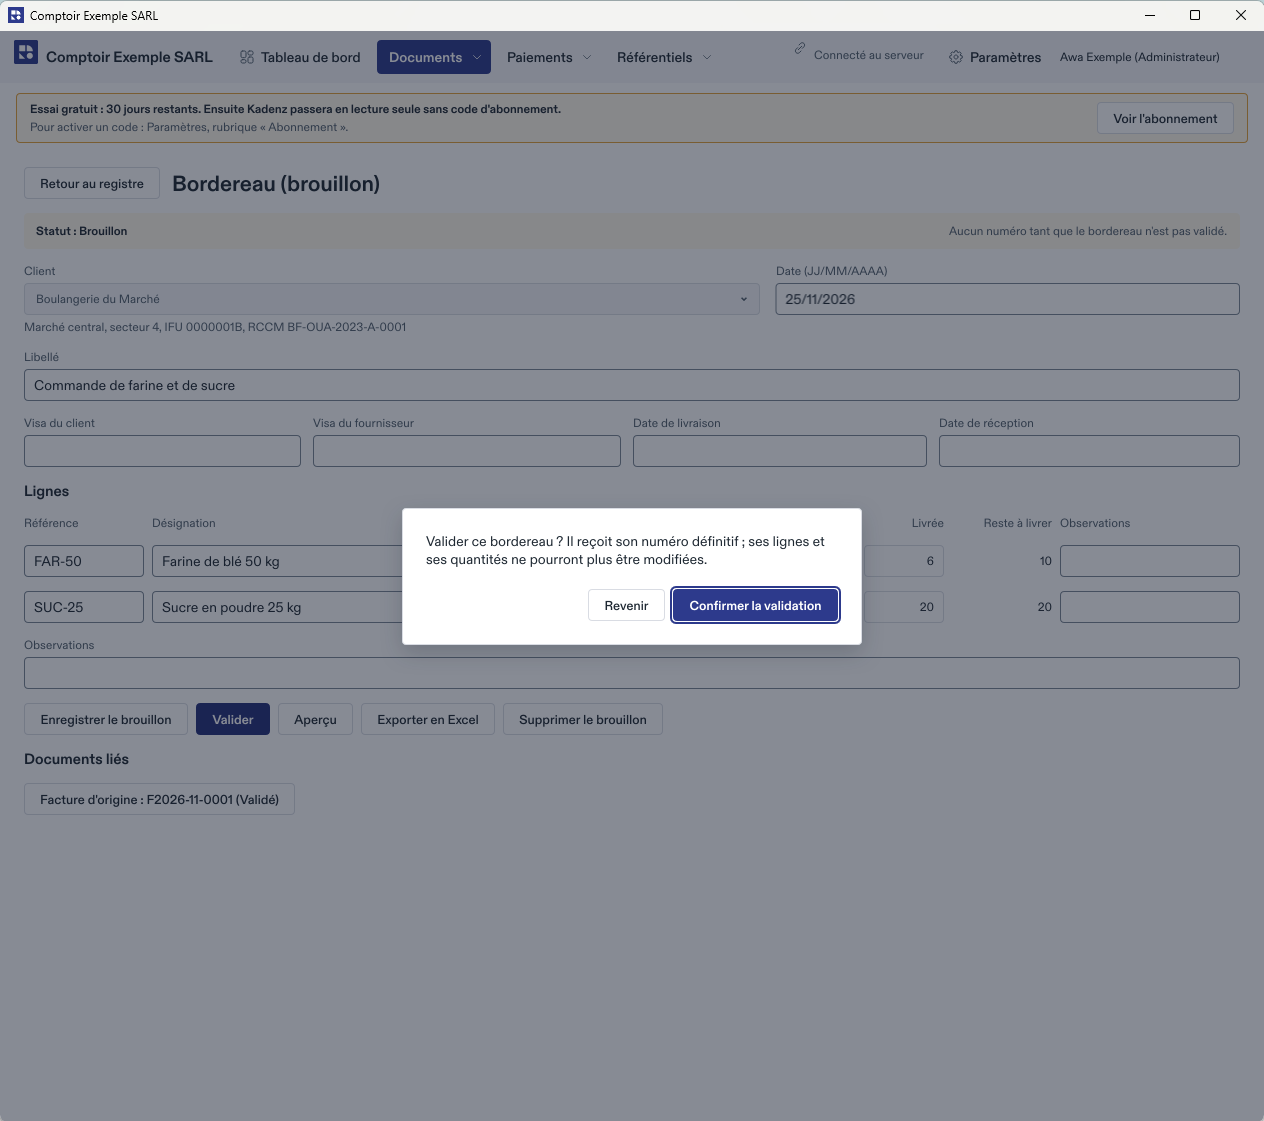 Comptoir Exemple SARL
Comptoir Exemple SARL
Tableau de bord
Documents
Paiements
Référentiels
Connecté au serveur
Paramètres
Awa Exemple (Administrateur)
Essai gratuit : 30 jours restants. Ensuite Kadenz passera en lecture seule sans code d'abonnement.
Pour activer un code : Paramètres, rubrique « Abonnement ».
Voir l'abonnement
Retour au registre
Bordereau (brouillon)
Statut : Brouillon
Aucun numéro tant que le bordereau n'est pas validé.
Client
Date (JJ/MM/AAAA)
Boulangerie du Marché
25/11/2026
Marché central, secteur 4, IFU 0000001B, RCCM BF-OUA-2023-A-0001
Libellé
Commande de farine et de sucre
Visa du client
Visa du fournisseur
Date de livraison
Date de réception
Lignes
Référence
Désignation
Livrée
Reste à livrer
Observations
FAR-50
Farine de blé 50 kg
6
10
SUC-25
Sucre en poudre 25 kg
20
20
Valider ce bordereau ? Il reçoit son numéro définitif ; ses lignes et
ses quantités ne pourront plus être modifiées.
Revenir
Confirmer la validation
Observations
Enregistrer le brouillon
Valider
Aperçu
Exporter en Excel
Supprimer le brouillon
Documents liés
Facture d'origine : F2026-11-0001 (Validé)